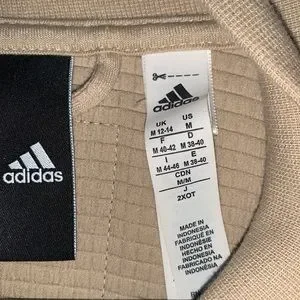 adidas
adidas
UK US
M 12-14 M
F D
M 40-42 M 38-40
I E
M 44-46 M 38-40
CDN
M/M
J
2XOT
MADE IN
INDONESIA
FABRIQUÉ EN
INDONÉSIE
HECHO EN
INDONESIA
FABRICADO NA
INDONÉSIA